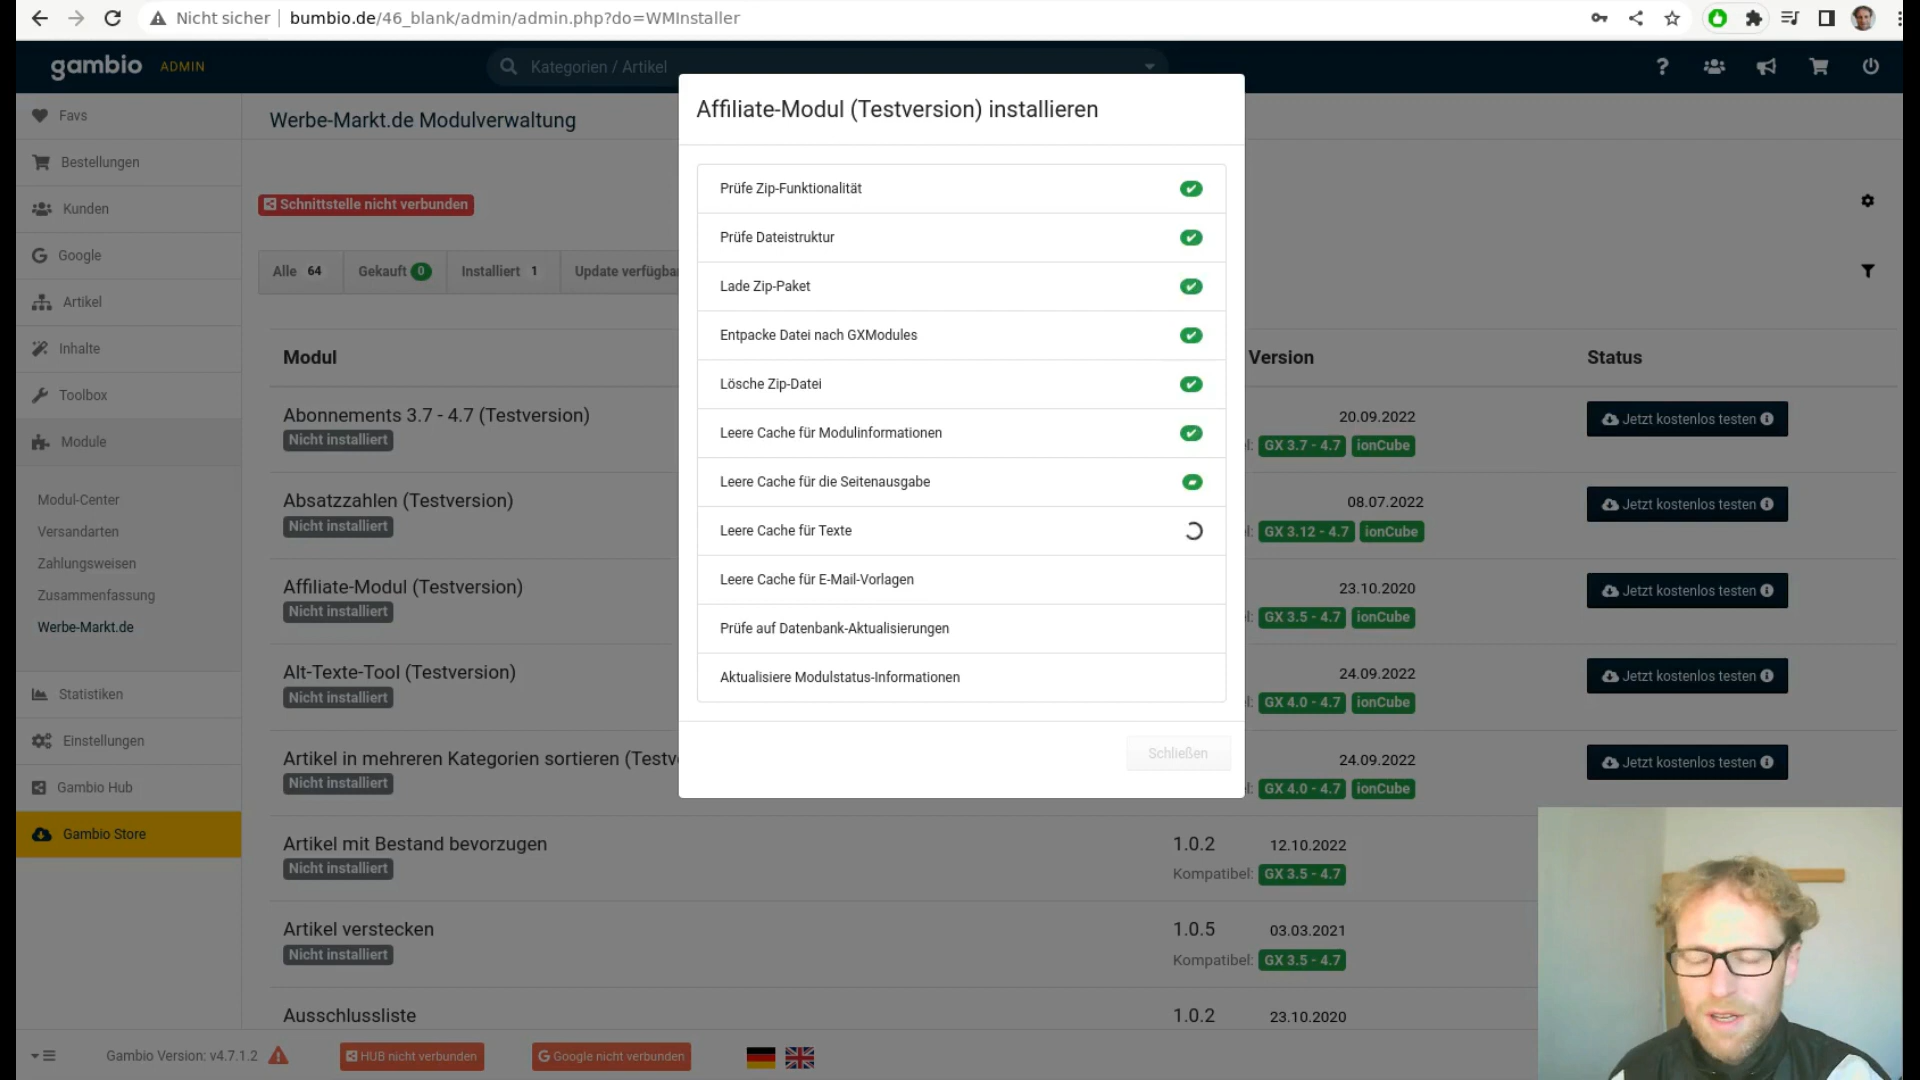 Nicht sicher
bumbio.de/46_blank/admin/admin.php?do=WMInstaller
gambio ADMIN
Kategorien / Artikel
Favs
Bestellungen
Kunden
Google
Artikel
Inhalte
Toolbox
Module
Modul-Center
Versandarten
Zahlungsweisen
Zusammenfassung
Werbe-Markt.de
Statistiken
Einstellungen
Gambio Hub
Gambio Store
Werbe-Markt.de Modulverwaltung
Schnittstelle nicht verbunden
Alle 64
Gekauft 0
Installiert 1
Update verfügba
Modul
Version
Status
Abonnements 3.7 - 4.7 (Testversion)
Nicht installiert
20.09.2022
GX 3.7 - 4.7 ionCube
Jetzt kostenlos testen
Absatzzahlen (Testversion)
Nicht installiert
08.07.2022
GX 3.12 - 4.7 ionCube
Jetzt kostenlos testen
Affiliate-Modul (Testversion)
Nicht installiert
23.10.2020
GX 3.5 - 4.7 ionCube
Jetzt kostenlos testen
Alt-Texte-Tool (Testversion)
Nicht installiert
24.09.2022
GX 4.0 - 4.7 ionCube
Jetzt kostenlos testen
Artikel in mehreren Kategorien sortieren (Testv
Nicht installiert
24.09.2022
GX 4.0 - 4.7 ionCube
Jetzt kostenlos testen
Artikel mit Bestand bevorzugen
Nicht installiert
1.0.2 12.10.2022
Kompatibel: GX 3.5 - 4.7
Artikel verstecken
Nicht installiert
1.0.5 03.03.2021
Kompatibel: GX 3.5 - 4.7
Ausschlussliste
1.0.2 23.10.2020
Affiliate-Modul (Testversion) installieren
Prüfe Zip-Funktionalität
Prüfe Dateistruktur
Lade Zip-Paket
Entpacke Datei nach GXModules
Lösche Zip-Datei
Leere Cache für Modulinformationen
Leere Cache für die Seitenausgabe
Leere Cache für Texte
Leere Cache für E-Mail-Vorlagen
Prüfe auf Datenbank-Aktualisierungen
Aktualisiere Modulstatus-Informationen
Schließen
Gambio Version: v4.7.1.2
HUB nicht verbunden
Google nicht verbunden